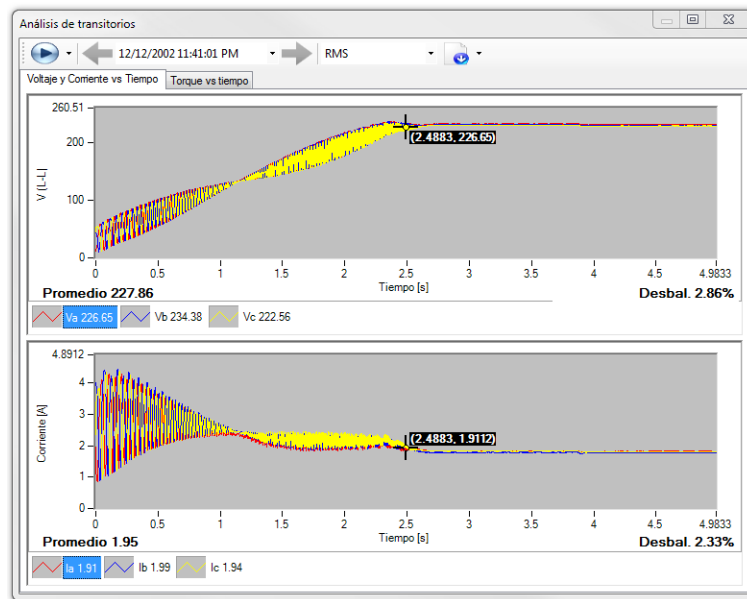 Análisis de transitorios
12/12/2002 11:41:01 PM RMS
Voltaje y Corriente vs Tiempo Torque vs tiempo
260.51
200
100
0
V [L-L]
(2.4883, 226.65)
0 0.5 1 1.5 2 2.5 3 3.5 4 4.5 4.9833
Tiempo [s]
Promedio 227.86 Desbal. 2.86%
Va 226.65 Vb 234.38 Vc 222.56
4.8912
4
3
2
1
0
Corriente [A]
(2.4883, 1.9112)
0 0.5 1 1.5 2 2.5 3 3.5 4 4.5 4.9833
Tiempo [s]
Promedio 1.95 Desbal. 2.33%
Ia 1.91 Ib 1.99 Ic 1.94